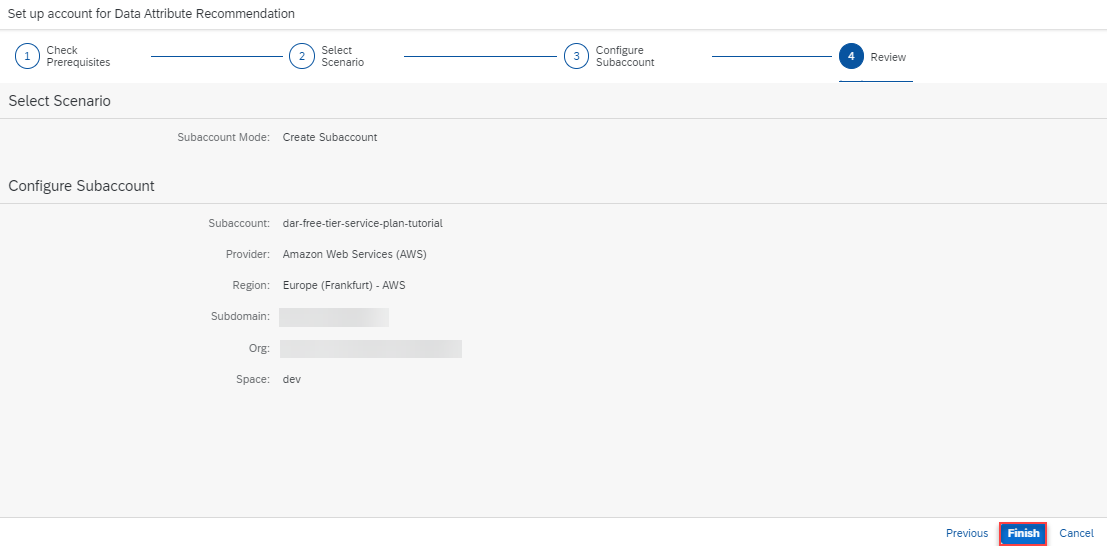 Set up account for Data Attribute Recommendation
1 Check Prerequisites
2 Select Scenario
3 Configure Subaccount
4 Review
Select Scenario
Subaccount Mode: Create Subaccount
Configure Subaccount
Subaccount: dar-free-tier-service-plan-tutorial
Provider: Amazon Web Services (AWS)
Region: Europe (Frankfurt) - AWS
Subdomain:
Org:
Space: dev
Previous Finish Cancel